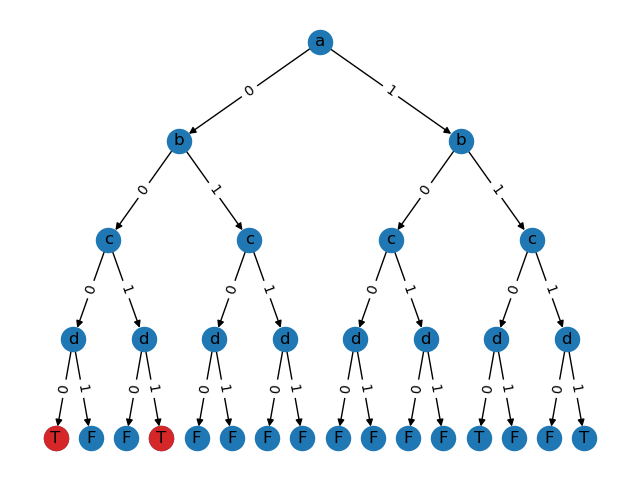 a
0 1
b b
0 1 0 1
c c c c
0 1 0 1 0 1 0 1
d d d d d d d d
0 1 0 1 0 1 0 1 0 1 0 1 0 1 0 1
T F F T F F F F F F F F T F F T